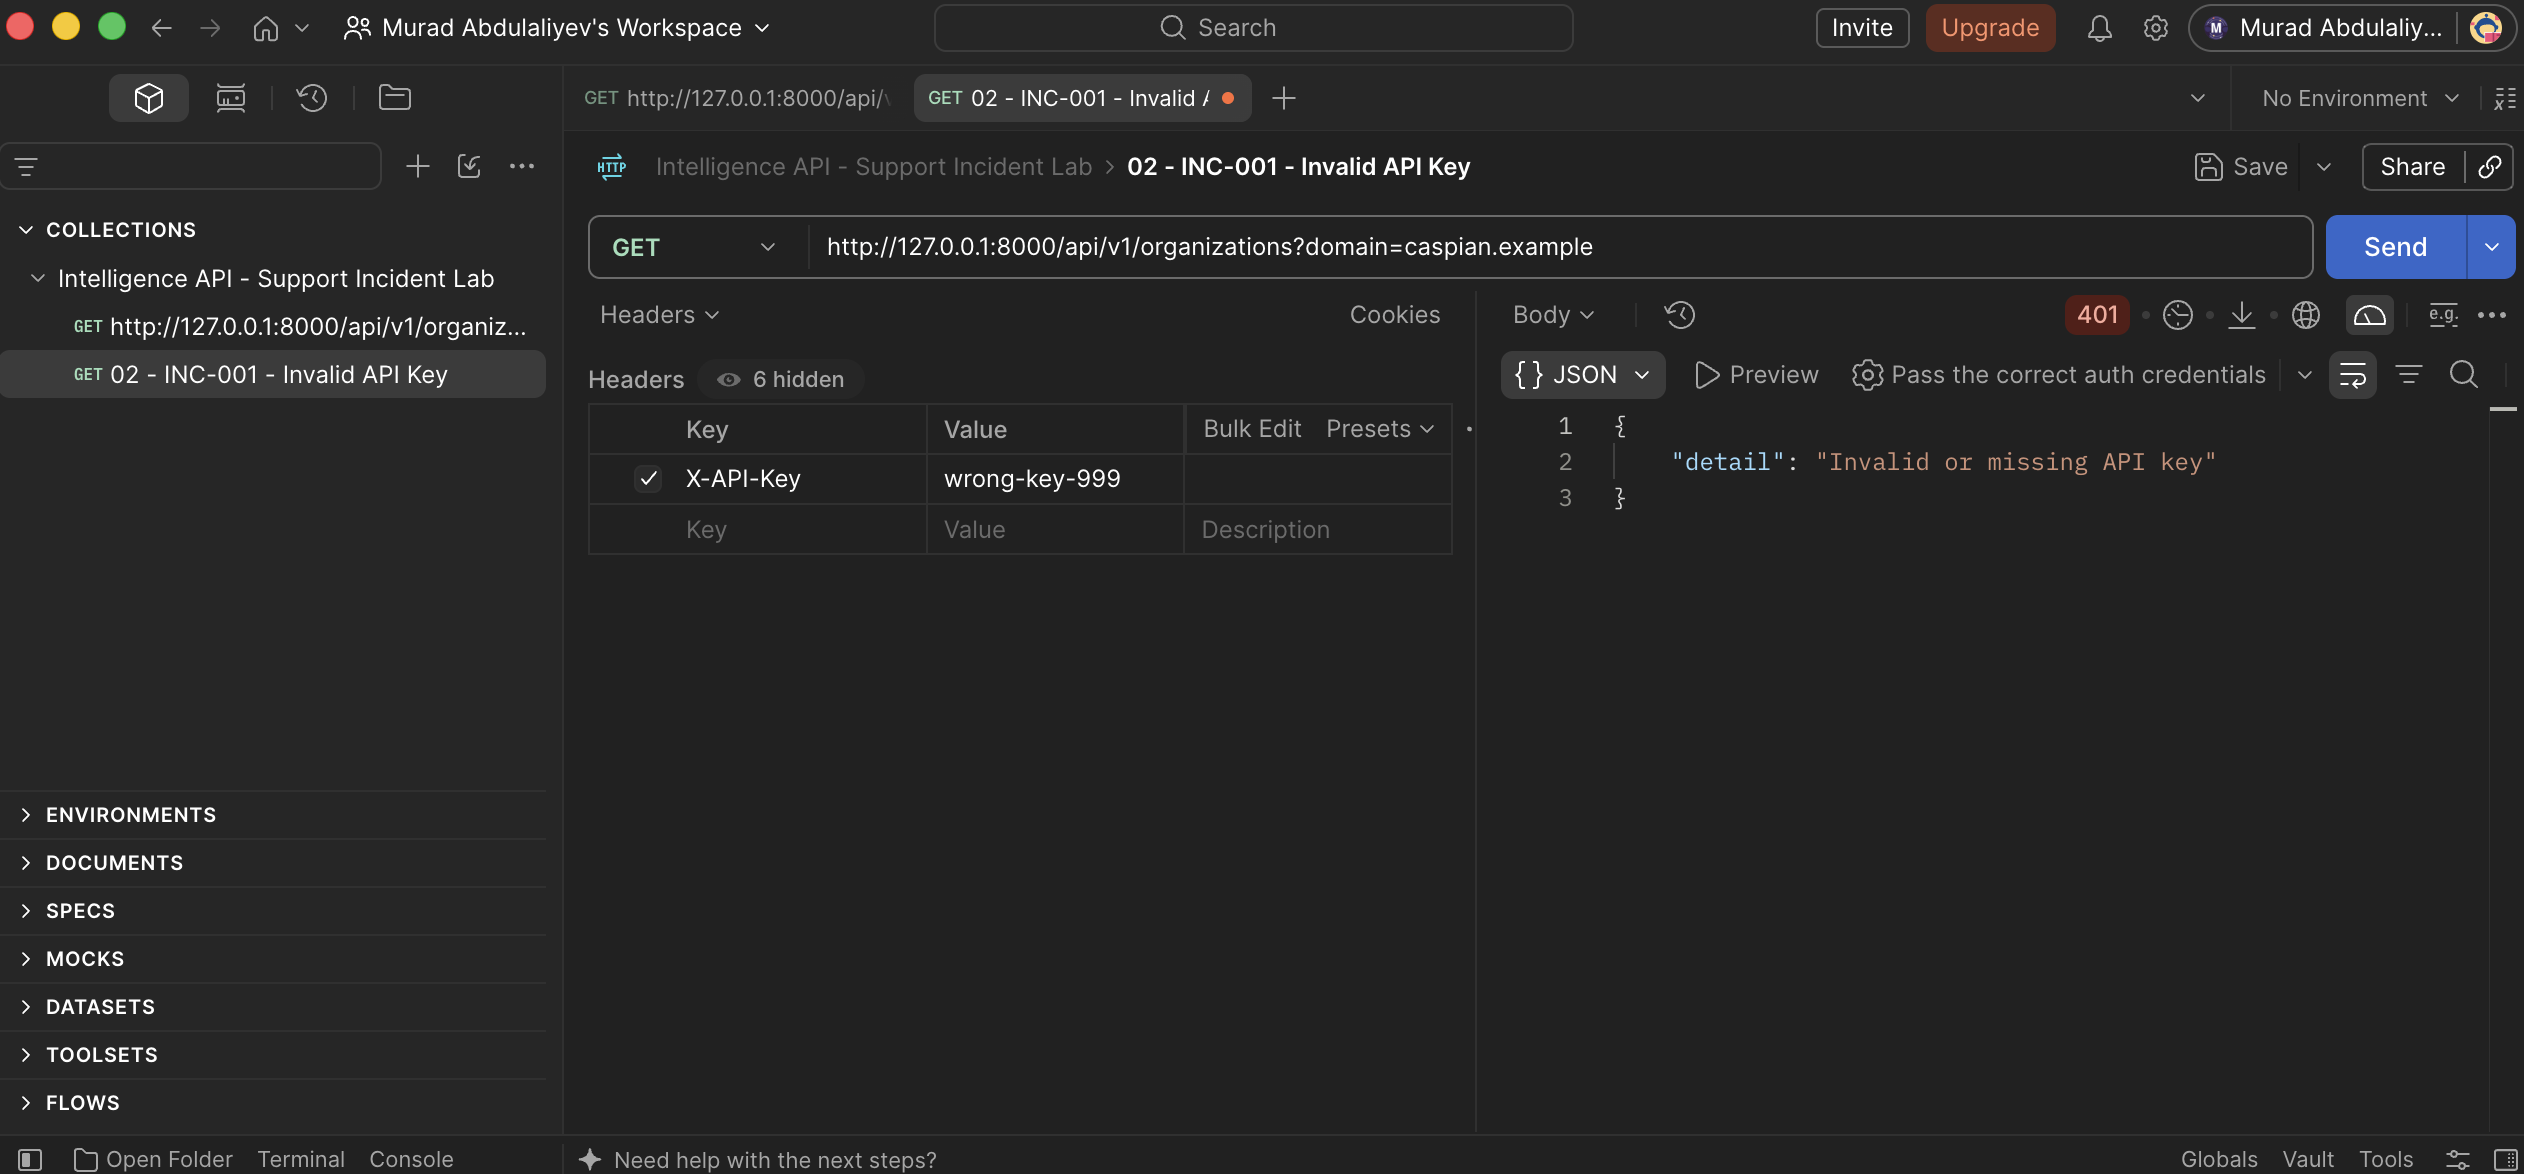 Murad Abdulaliyev's Workspace
Search
Invite
Upgrade
M
Murad Abdulaliy...
GET http://127.0.0.1:8000/api/v
GET 02 - INC-001 - Invalid A
No Environment
HTTP
Intelligence API - Support Incident Lab > 02 - INC-001 - Invalid API Key
Save
Share
COLLECTIONS
Intelligence API - Support Incident Lab
GET http://127.0.0.1:8000/api/v1/organiz...
GET 02 - INC-001 - Invalid API Key
ENVIRONMENTS
DOCUMENTS
SPECS
MOCKS
DATASETS
TOOLSETS
FLOWS
GET
http://127.0.0.1:8000/api/v1/organizations?domain=caspian.example
Send
Headers
Cookies
Headers
6 hidden
Key
Value
Bulk Edit
Presets
X-API-Key
wrong-key-999
Key
Value
Description
Body
401
e.g.
{} JSON
Preview
Pass the correct auth credentials
1 {
2 "detail": "Invalid or missing API key"
3 }
Open Folder
Terminal
Console
Need help with the next steps?
Globals
Vault
Tools